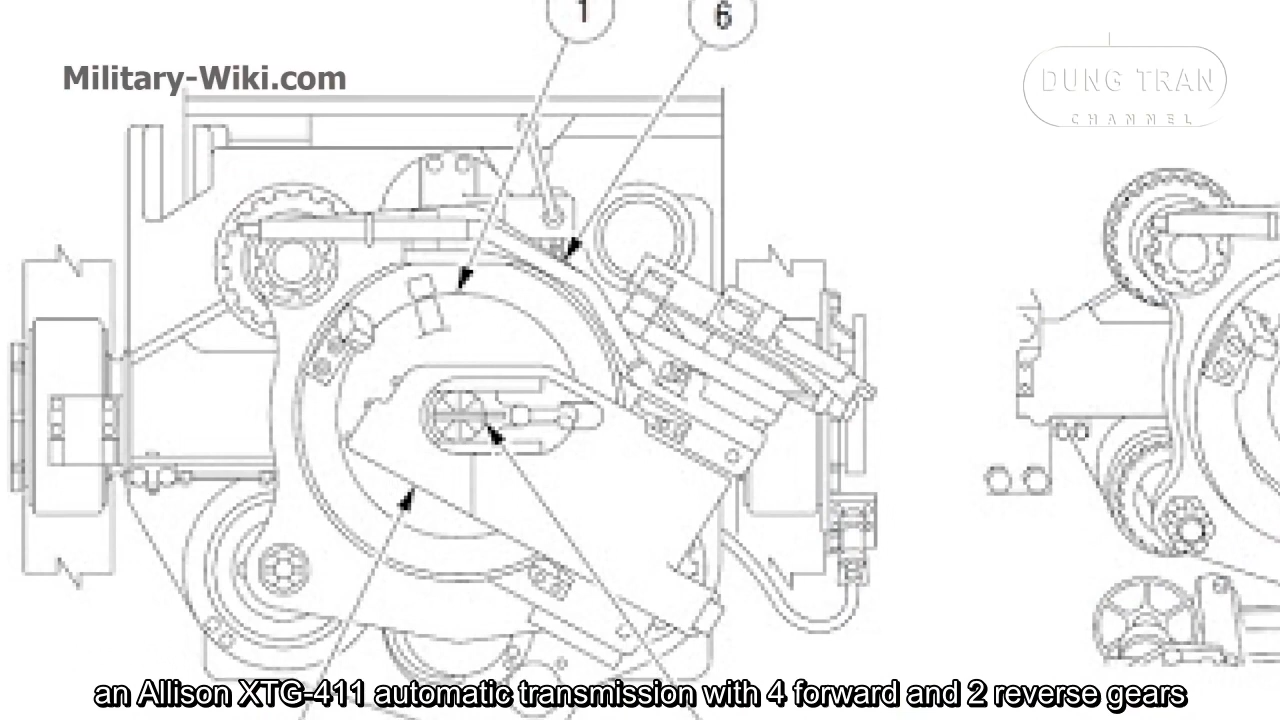 1
6
Military-Wiki.com
DUNG TRAN
CHANNEL
an Allison XTG-411 automatic transmission with 4 forward and 2 reverse gears